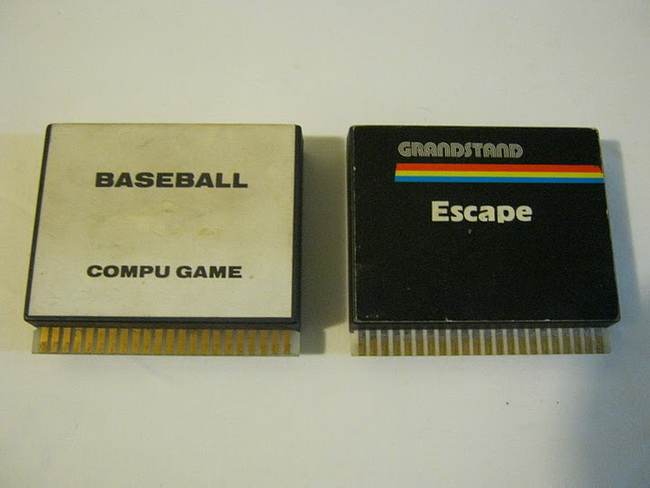 BASEBALL
COMPU GAME
GRANDSTAND
Escape